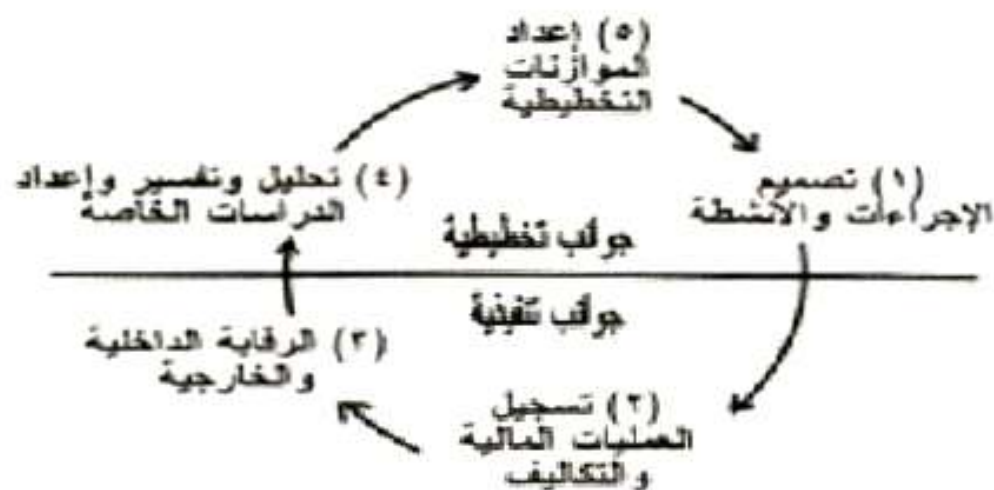 (٥) إعداد
الموازنات
التخطيطية
(١) تصميم
الإجراءات والأنشطة
(٤) تحليل وتفسير وإعداد
الدراسات الخاصة
جوانب تخطيطية
جوانب تنفيذية
(٣) الرقابة الداخلية
والخارجية
(٢) تسجيل
العمليات المالية
والتكاليف